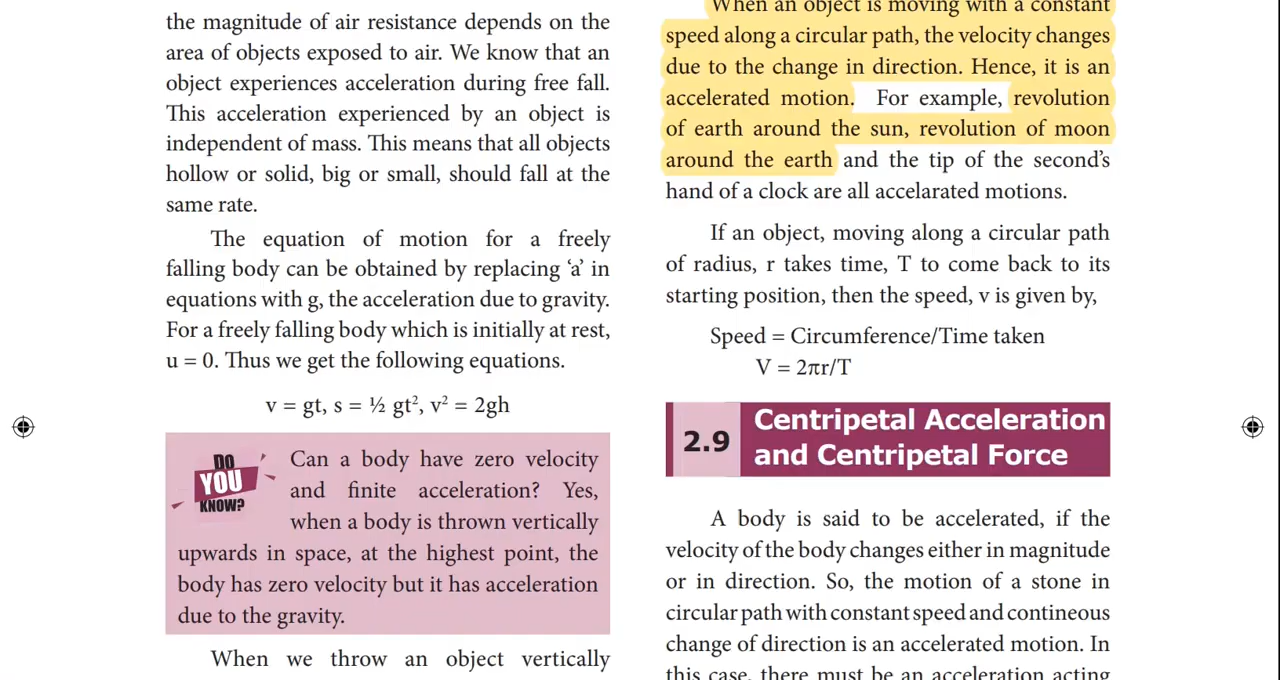 the magnitude of air resistance depends on the
area of objects exposed to air. We know that an
object experiences acceleration during free fall.
This acceleration experienced by an object is
independent of mass. This means that all objects
hollow or solid, big or small, should fall at the
same rate.
The equation of motion for a freely
falling body can be obtained by replacing ‘a’ in
equations with g, the acceleration due to gravity.
For a freely falling body which is initially at rest,
u = 0. Thus we get the following equations.
v = gt, s = ½ gt², v² = 2gh
DO
YOU
KNOW?
Can a body have zero velocity
and finite acceleration? Yes,
when a body is thrown vertically
upwards in space, at the highest point, the
body has zero velocity but it has acceleration
due to the gravity.
When we throw an object vertically
When an object is moving with a constant
speed along a circular path, the velocity changes
due to the change in direction. Hence, it is an
accelerated motion. For example, revolution
of earth around the sun, revolution of moon
around the earth and the tip of the second’s
hand of a clock are all accelarated motions.
If an object, moving along a circular path
of radius, r takes time, T to come back to its
starting position, then the speed, v is given by,
Speed = Circumference/Time taken
V = 2πr/T
2.9
Centripetal Acceleration
and Centripetal Force
A body is said to be accelerated, if the
velocity of the body changes either in magnitude
or in direction. So, the motion of a stone in
circular path with constant speed and contineous
change of direction is an accelerated motion. In
this case, there must be an acceleration acting